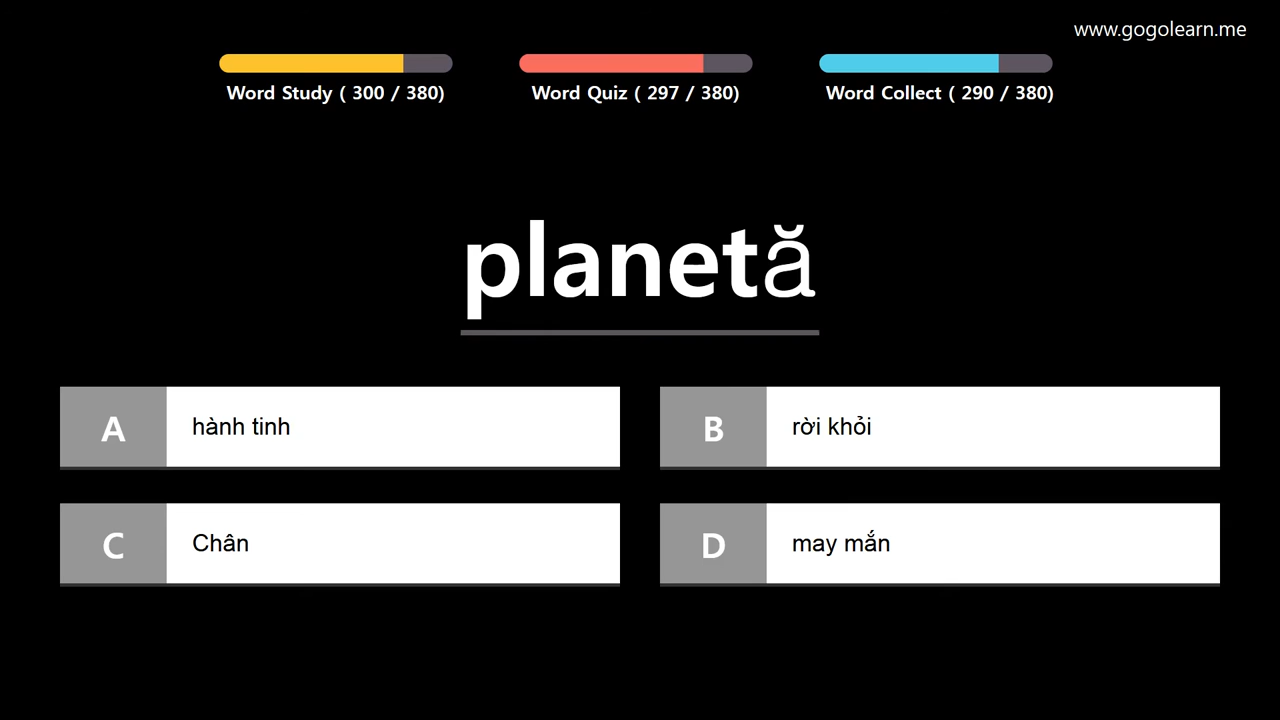 www.gogolearn.me
Word Study ( 300 / 380)
Word Quiz ( 297 / 380)
Word Collect ( 290 / 380)
planetă
A hành tinh
B rời khỏi
C Chân
D may mắn